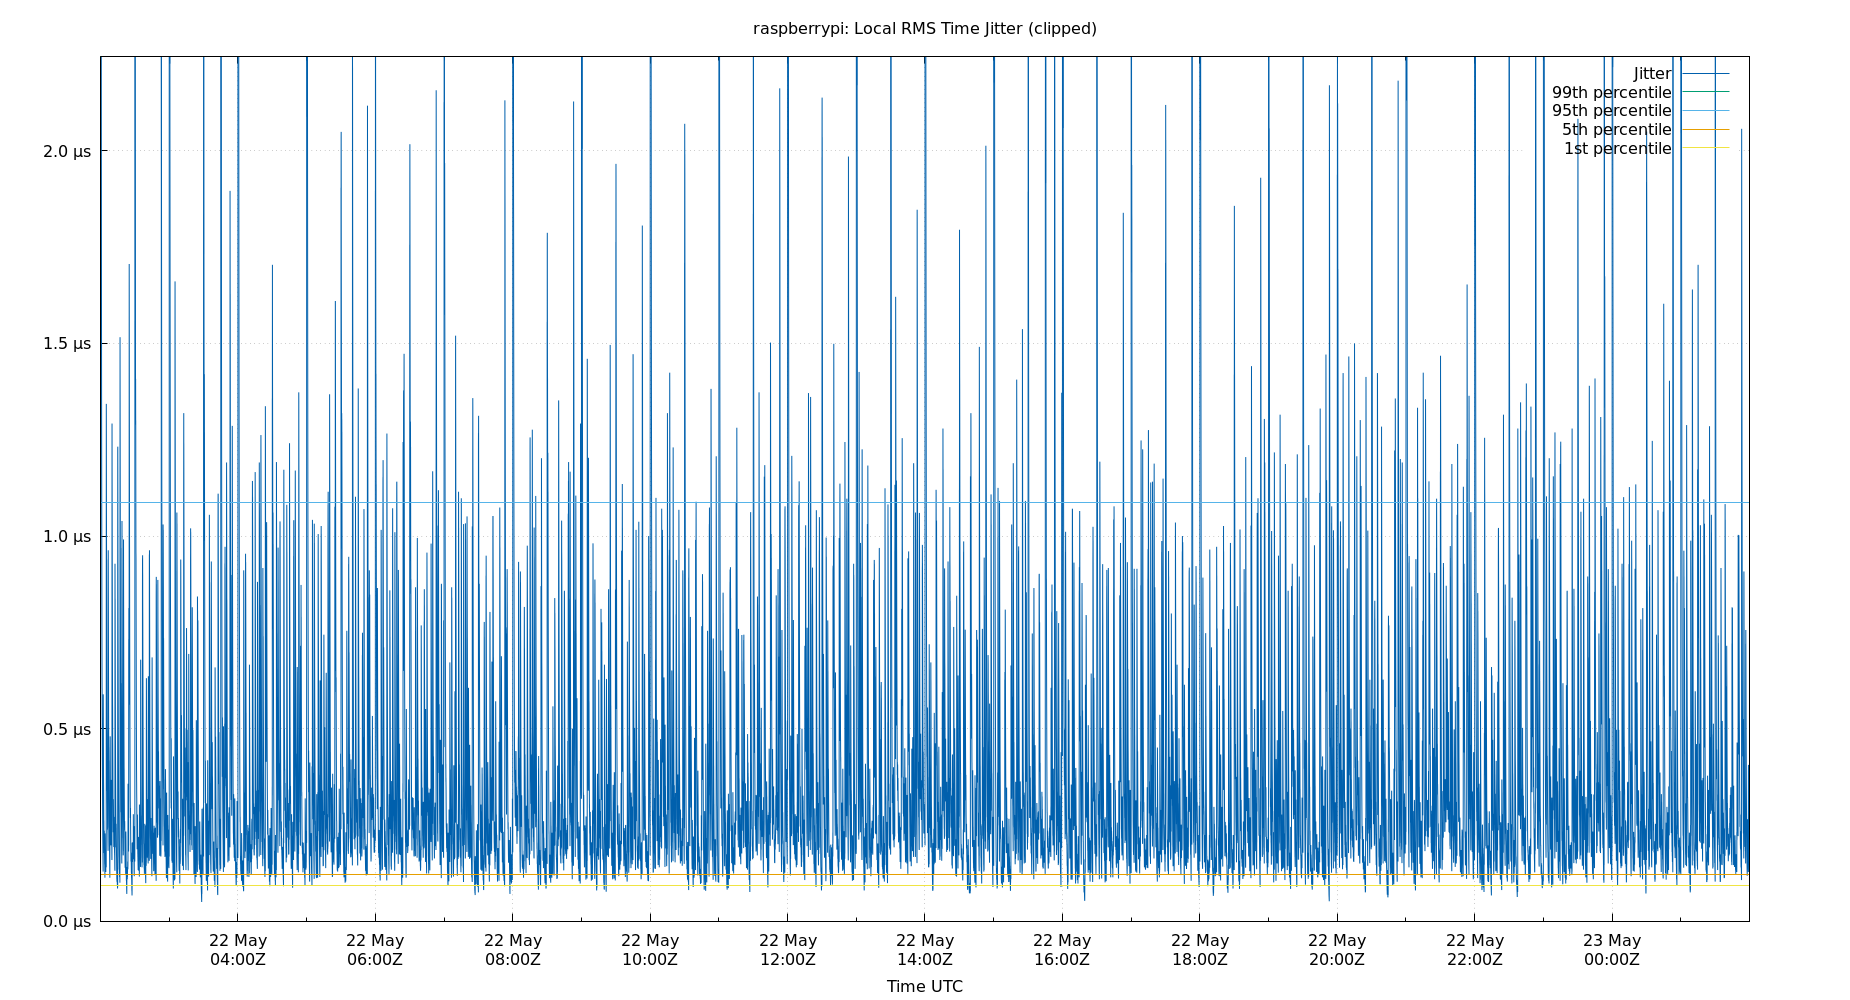 raspberrypi: Local RMS Time Jitter (clipped)
Jitter
99th percentile
95th percentile
5th percentile
1st percentile
2.0 µs
1.5 µs
1.0 µs
0.5 µs
0.0 µs
22 May 22 May 22 May 22 May 22 May 22 May 22 May 22 May 22 May 22 May 23 May
04:00Z 06:00Z 08:00Z 10:00Z 12:00Z 14:00Z 16:00Z 18:00Z 20:00Z 22:00Z 00:00Z
Time UTC